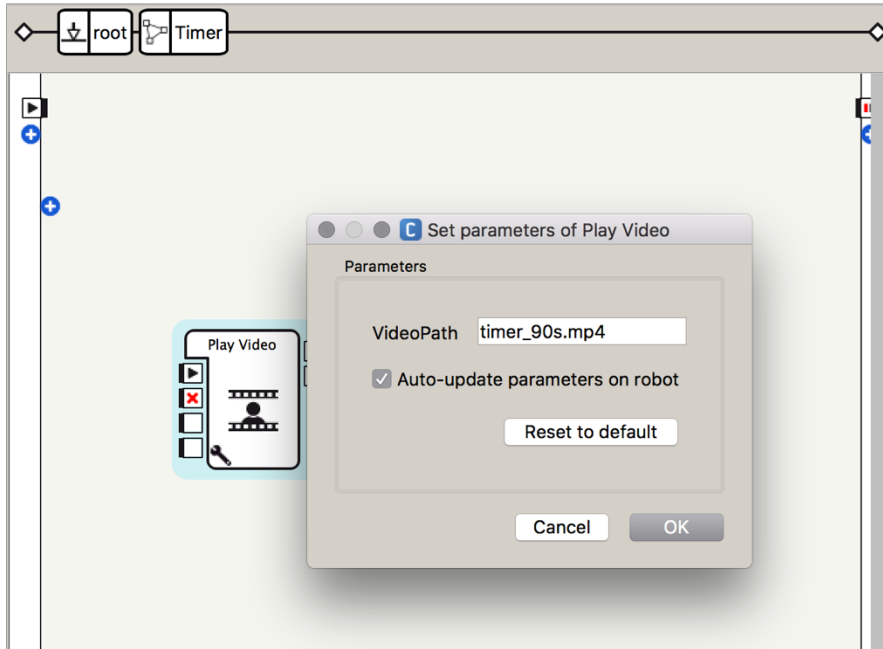 root
Timer
Set parameters of Play Video
Parameters
Play Video
VideoPath
timer_90s.mp4
Auto-update parameters on robot
Reset to default
Cancel
OK